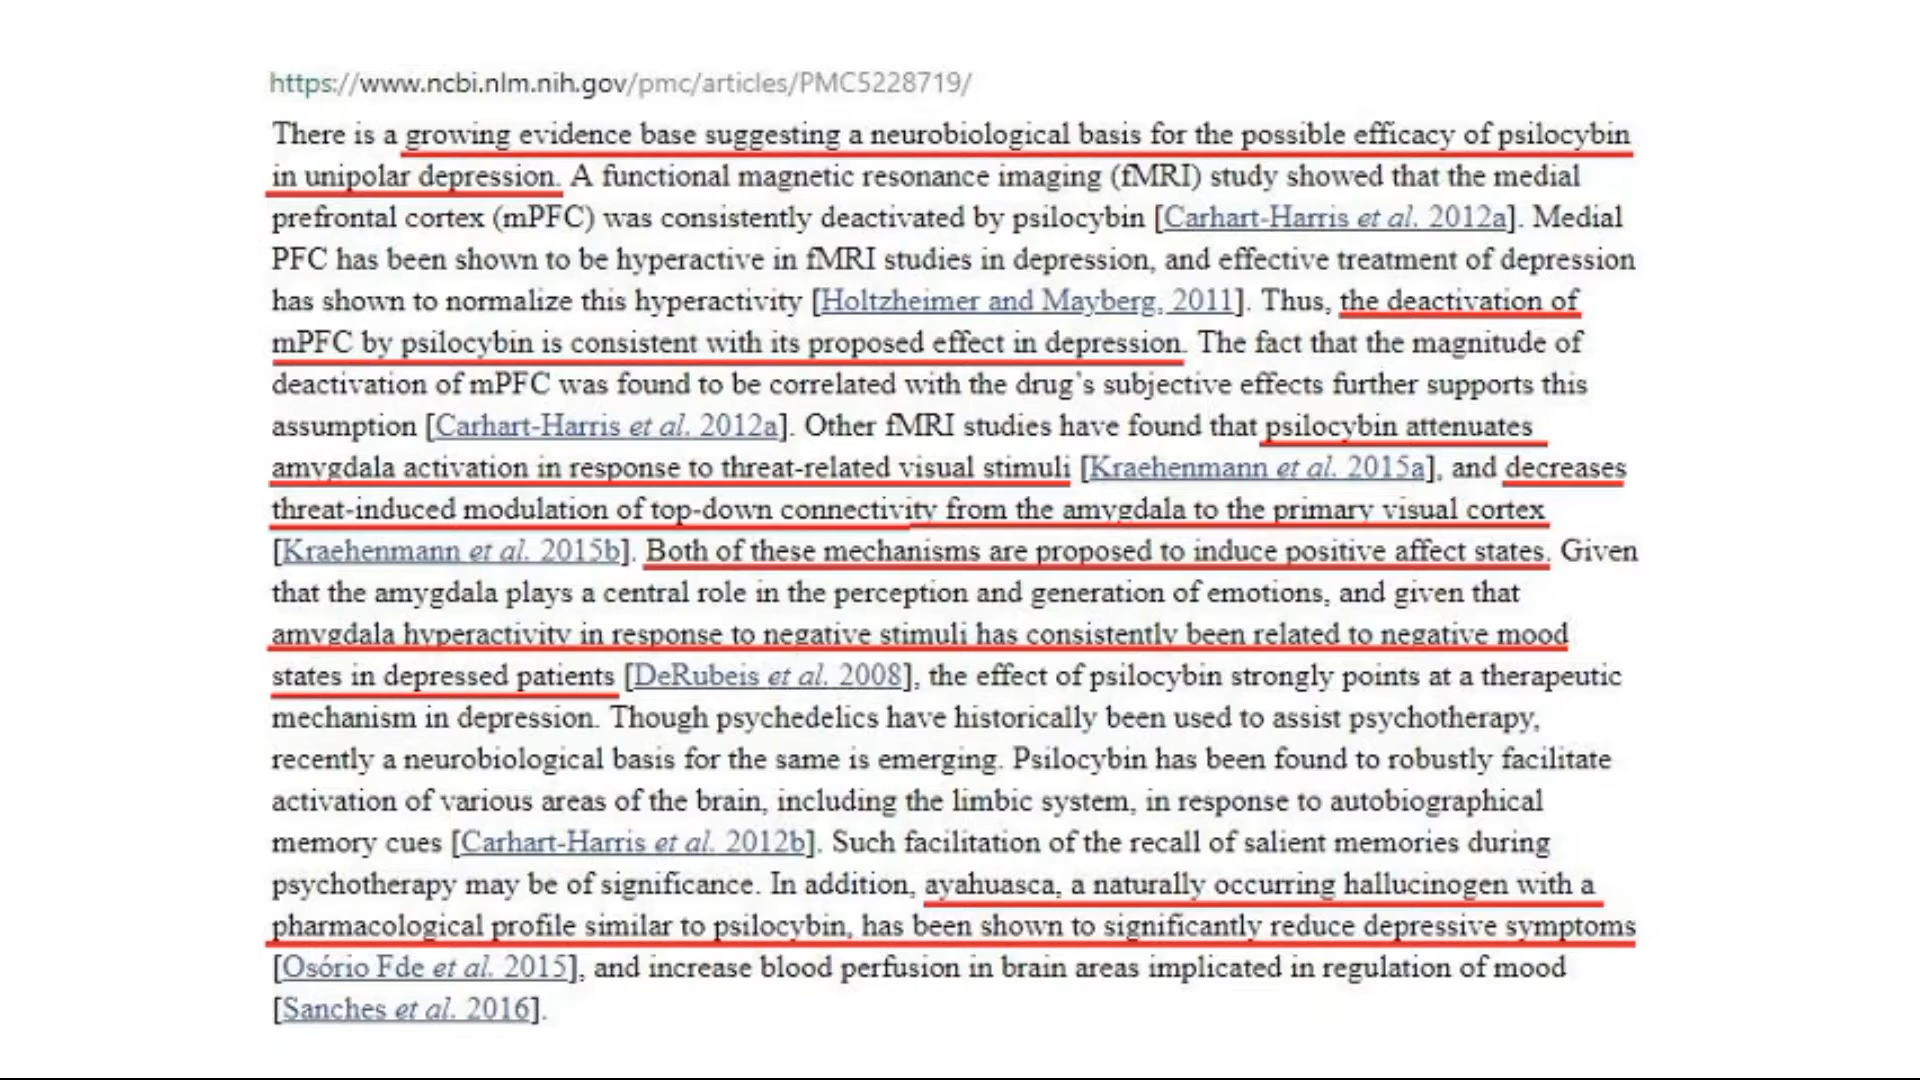 https://www.ncbi.nlm.nih.gov/pmc/articles/PMC5228719/
There is a growing evidence base suggesting a neurobiological basis for the possible efficacy of psilocybin
in unipolar depression. A functional magnetic resonance imaging (fMRI) study showed that the medial
prefrontal cortex (mPFC) was consistently deactivated by psilocybin [Carhart-Harris et al. 2012a]. Medial
PFC has been shown to be hyperactive in fMRI studies in depression, and effective treatment of depression
has shown to normalize this hyperactivity [Holtzheimer and Mayberg, 2011]. Thus, the deactivation of
mPFC by psilocybin is consistent with its proposed effect in depression. The fact that the magnitude of
deactivation of mPFC was found to be correlated with the drug's subjective effects further supports this
assumption [Carhart-Harris et al. 2012a]. Other fMRI studies have found that psilocybin attenuates
amygdala activation in response to threat-related visual stimuli [Kraehenmann et al. 2015a], and decreases
threat-induced modulation of top-down connectivity from the amygdala to the primary visual cortex
[Kraehenmann et al. 2015b]. Both of these mechanisms are proposed to induce positive affect states. Given
that the amygdala plays a central role in the perception and generation of emotions, and given that
amygdala hyperactivity in response to negative stimuli has consistently been related to negative mood
states in depressed patients [DeRubeis et al. 2008], the effect of psilocybin strongly points at a therapeutic
mechanism in depression. Though psychedelics have historically been used to assist psychotherapy,
recently a neurobiological basis for the same is emerging. Psilocybin has been found to robustly facilitate
activation of various areas of the brain, including the limbic system, in response to autobiographical
memory cues [Carhart-Harris et al. 2012b]. Such facilitation of the recall of salient memories during
psychotherapy may be of significance. In addition, ayahuasca, a naturally occurring hallucinogen with a
pharmacological profile similar to psilocybin, has been shown to significantly reduce depressive symptoms
[Osório Fde et al. 2015], and increase blood perfusion in brain areas implicated in regulation of mood
[Sanches et al. 2016].